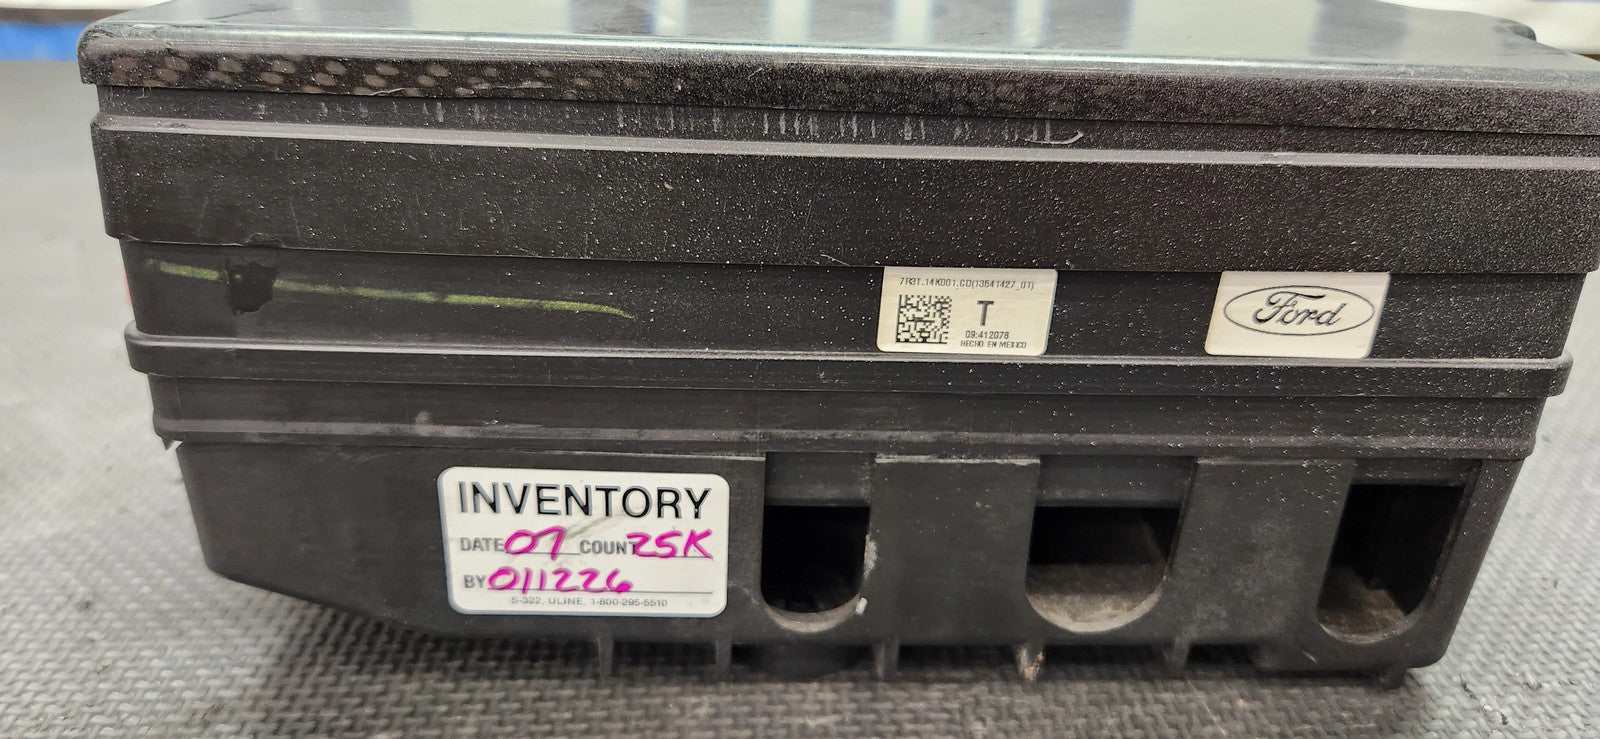 7R3T.14K001.CD(13541427_01)
T
09:412076
HECHO EN MEXICO
Ford
INVENTORY
DATE 07 COUNT 25K
BY 011226
S-322, ULINE, 1-800-295-5510